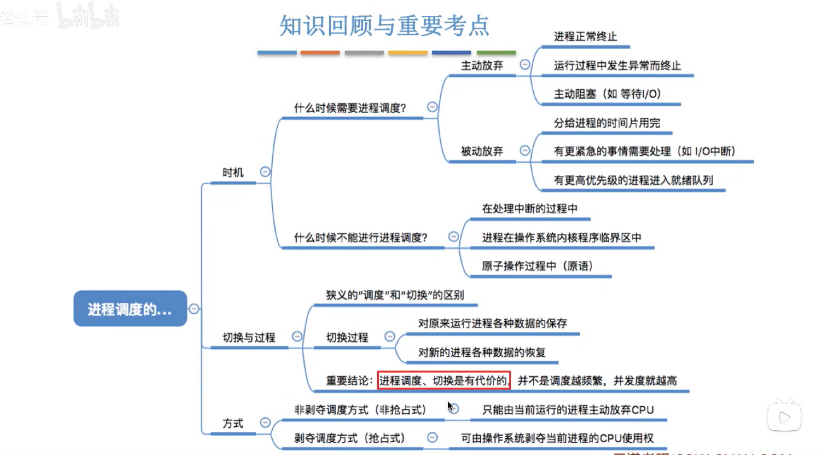 bilibili
知识回顾与重要考点
进程调度的...
时机
什么时候需要进程调度?
主动放弃
进程正常终止
运行过程中发生异常而终止
主动阻塞（如 等待I/O）
被动放弃
分给进程的时间片用完
有更紧急的事情需要处理（如 I/O中断）
有更高优先级的进程进入就绪队列
什么时候不能进行进程调度?
在处理中断的过程中
进程在操作系统内核程序临界区中
原子操作过程中（原语）
切换与过程
狭义的"调度"和"切换"的区别
切换过程
对原来运行进程各种数据的保存
对新的进程各种数据的恢复
重要结论：进程调度、切换是有代价的，并不是调度越频繁，并发度就越高
方式
非剥夺调度方式（非抢占式）
只能由当前运行的进程主动放弃CPU
剥夺调度方式（抢占式）
可由操作系统剥夺当前进程的CPU使用权